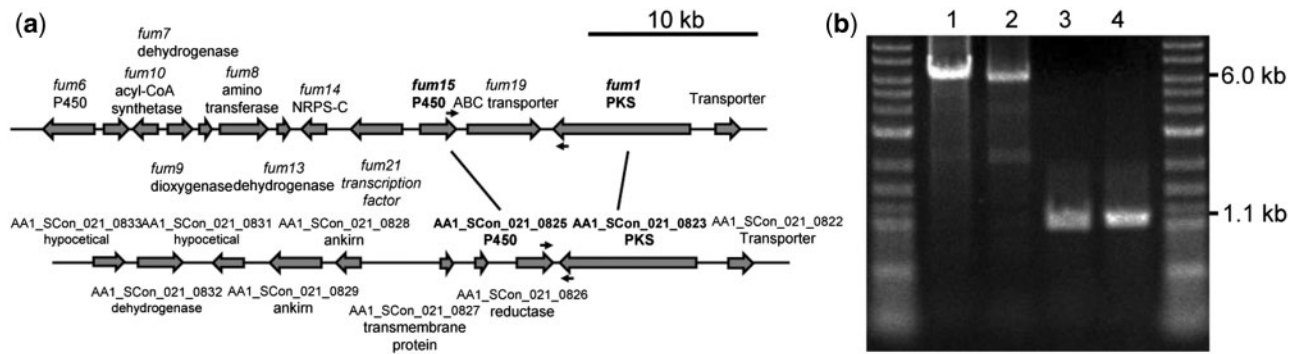 (a)
10 kb
fum7
dehydrogenase
fum6
P450
fum10
acyl-CoA
synthetase
fum8
amino
transferase
fum14
NRPS-C
fum15
P450
fum19
ABC transporter
fum1
PKS
Transporter
fum9
dioxygenase
fum13
dehydrogenase
fum21
transcription
factor
AA1_SCon_021_0833
hypocetical
AA1_SCon_021_0831
hypocetical
AA1_SCon_021_0828
ankirn
AA1_SCon_021_0825
P450
AA1_SCon_021_0823
PKS
AA1_SCon_021_0822
Transporter
AA1_SCon_021_0832
dehydrogenase
AA1_SCon_021_0829
ankirn
AA1_SCon_021_0827
transmembrane
protein
AA1_SCon_021_0826
reductase
(b)
1 2 3 4
6.0 kb
1.1 kb